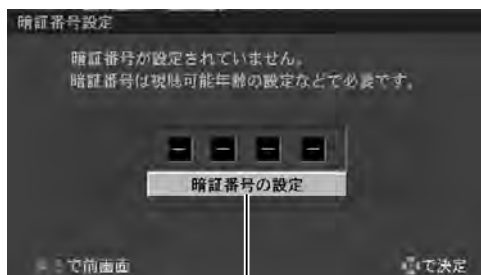 暗証番号設定
暗証番号が設定されていません。
暗証番号は視聴可能年齢の設定などで必要です。
－ － － －
暗証番号の設定
で前画面
で決定